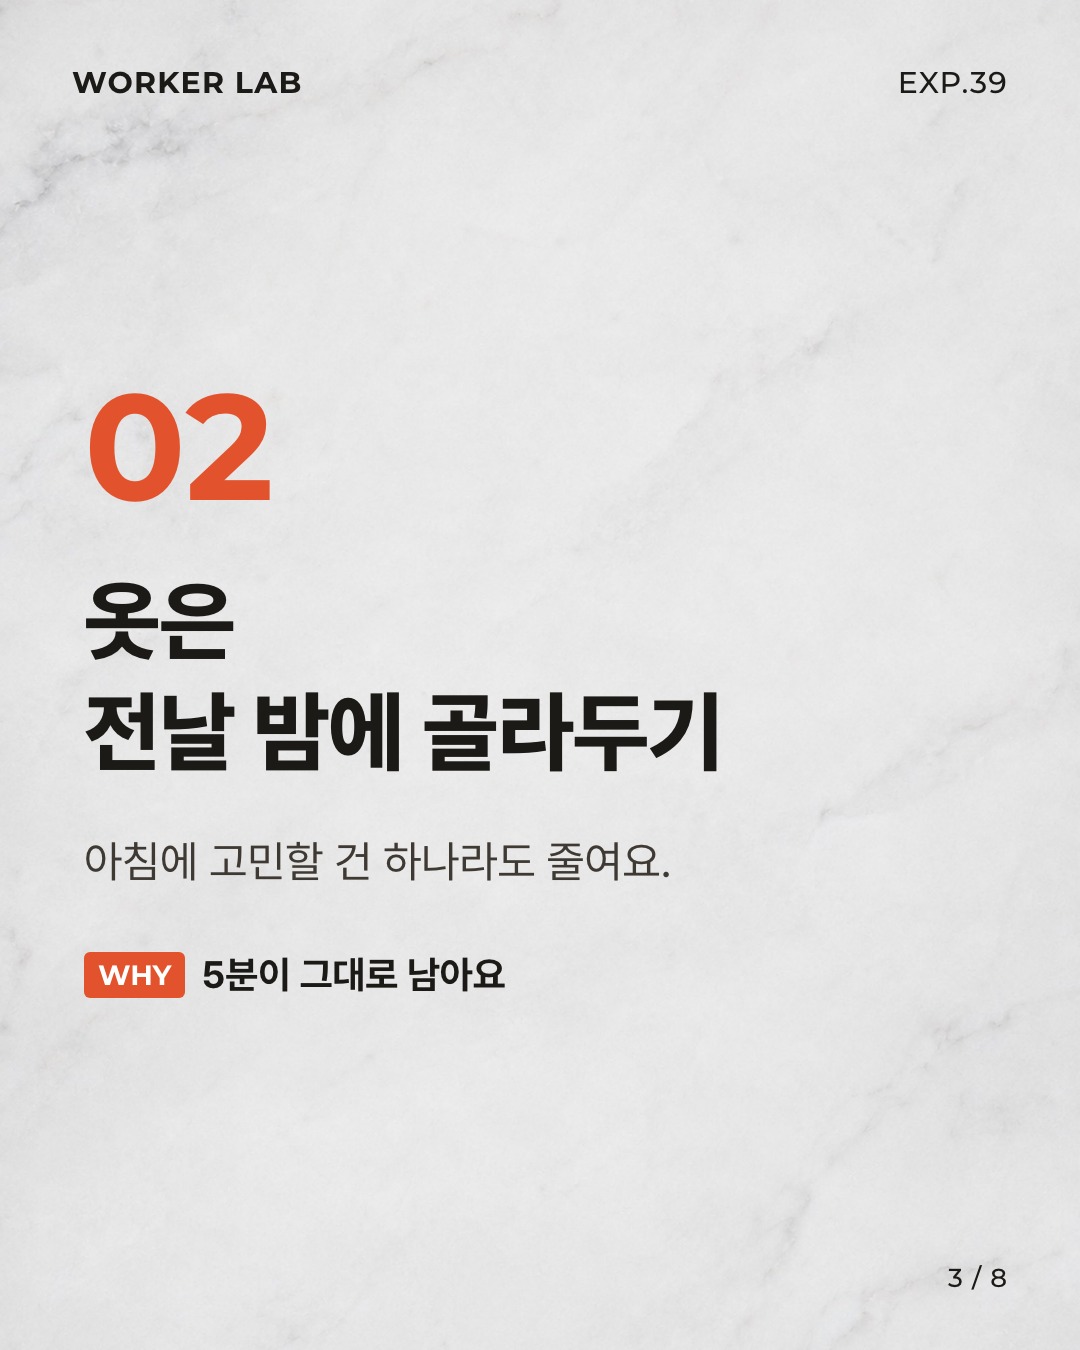 WORKER LAB
EXP.39
02
옷은
전날 밤에 골라두기
아침에 고민할 건 하나라도 줄여요.
WHY 5분이 그대로 남아요
3 / 8